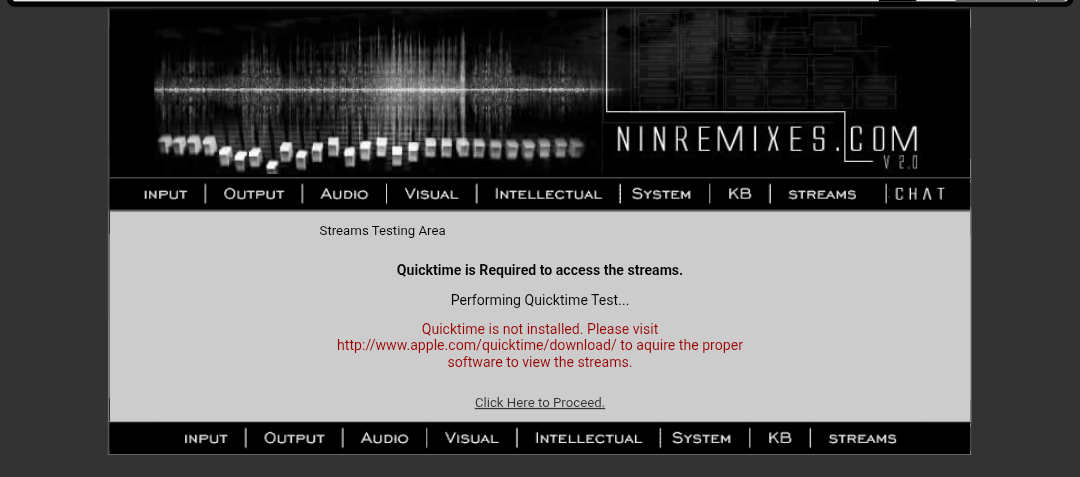 NINREMIXES.COM
V 2.0
INPUT | OUTPUT | AUDIO | VISUAL | INTELLECTUAL | SYSTEM | KB | STREAMS | CHAT
Streams Testing Area
Quicktime is Required to access the streams.
Performing Quicktime Test...
Quicktime is not installed. Please visit
http://www.apple.com/quicktime/download/ to aquire the proper
software to view the streams.
Click Here to Proceed.
INPUT | OUTPUT | AUDIO | VISUAL | INTELLECTUAL | SYSTEM | KB | STREAMS